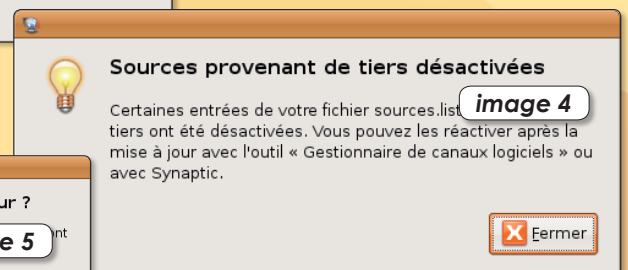 Sources provenant de tiers désactivées
Certaines entrées de votre fichier sources.list
image 4
tiers ont été désactivées. Vous pouvez les réactiver après la
mise à jour avec l'outil « Gestionnaire de canaux logiciels » ou
avec Synaptic.
ur ?
e 5
nt
Fermer